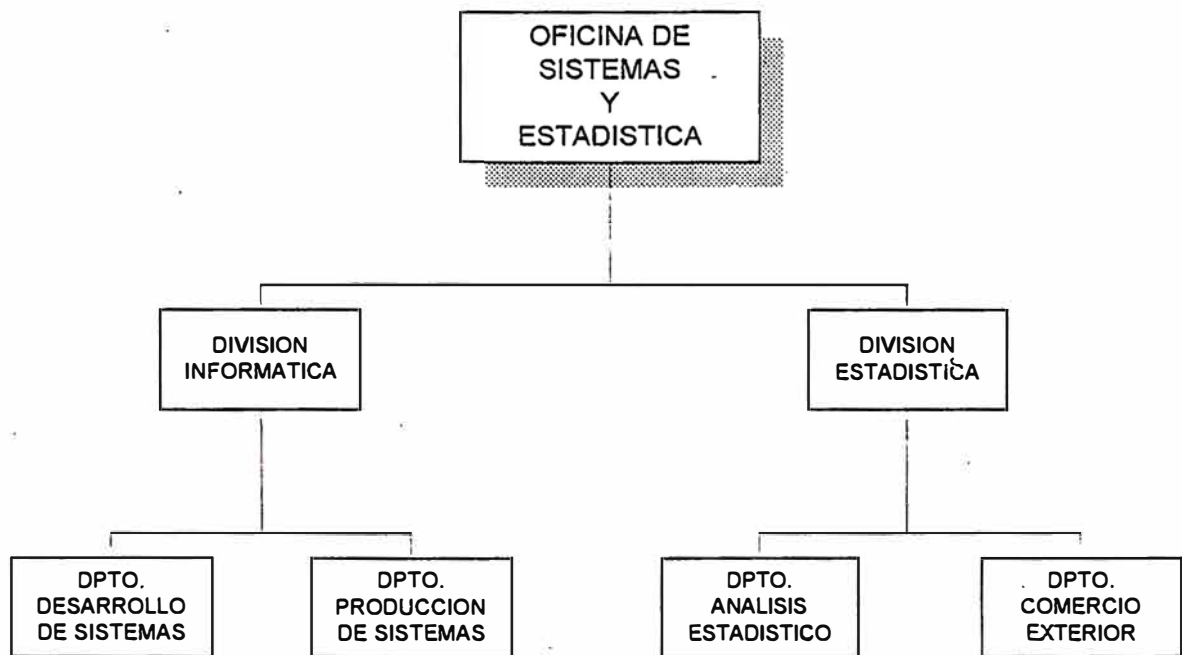 OFICINA DE
SISTEMAS
Y
ESTADISTICA
DIVISION
INFORMATICA
DIVISION
ESTADISTICA
DPTO.
DESARROLLO
DE SISTEMAS
DPTO.
PRODUCCION
DE SISTEMAS
DPTO.
ANALISIS
ESTADISTICO
DPTO.
COMERCIO
EXTERIOR